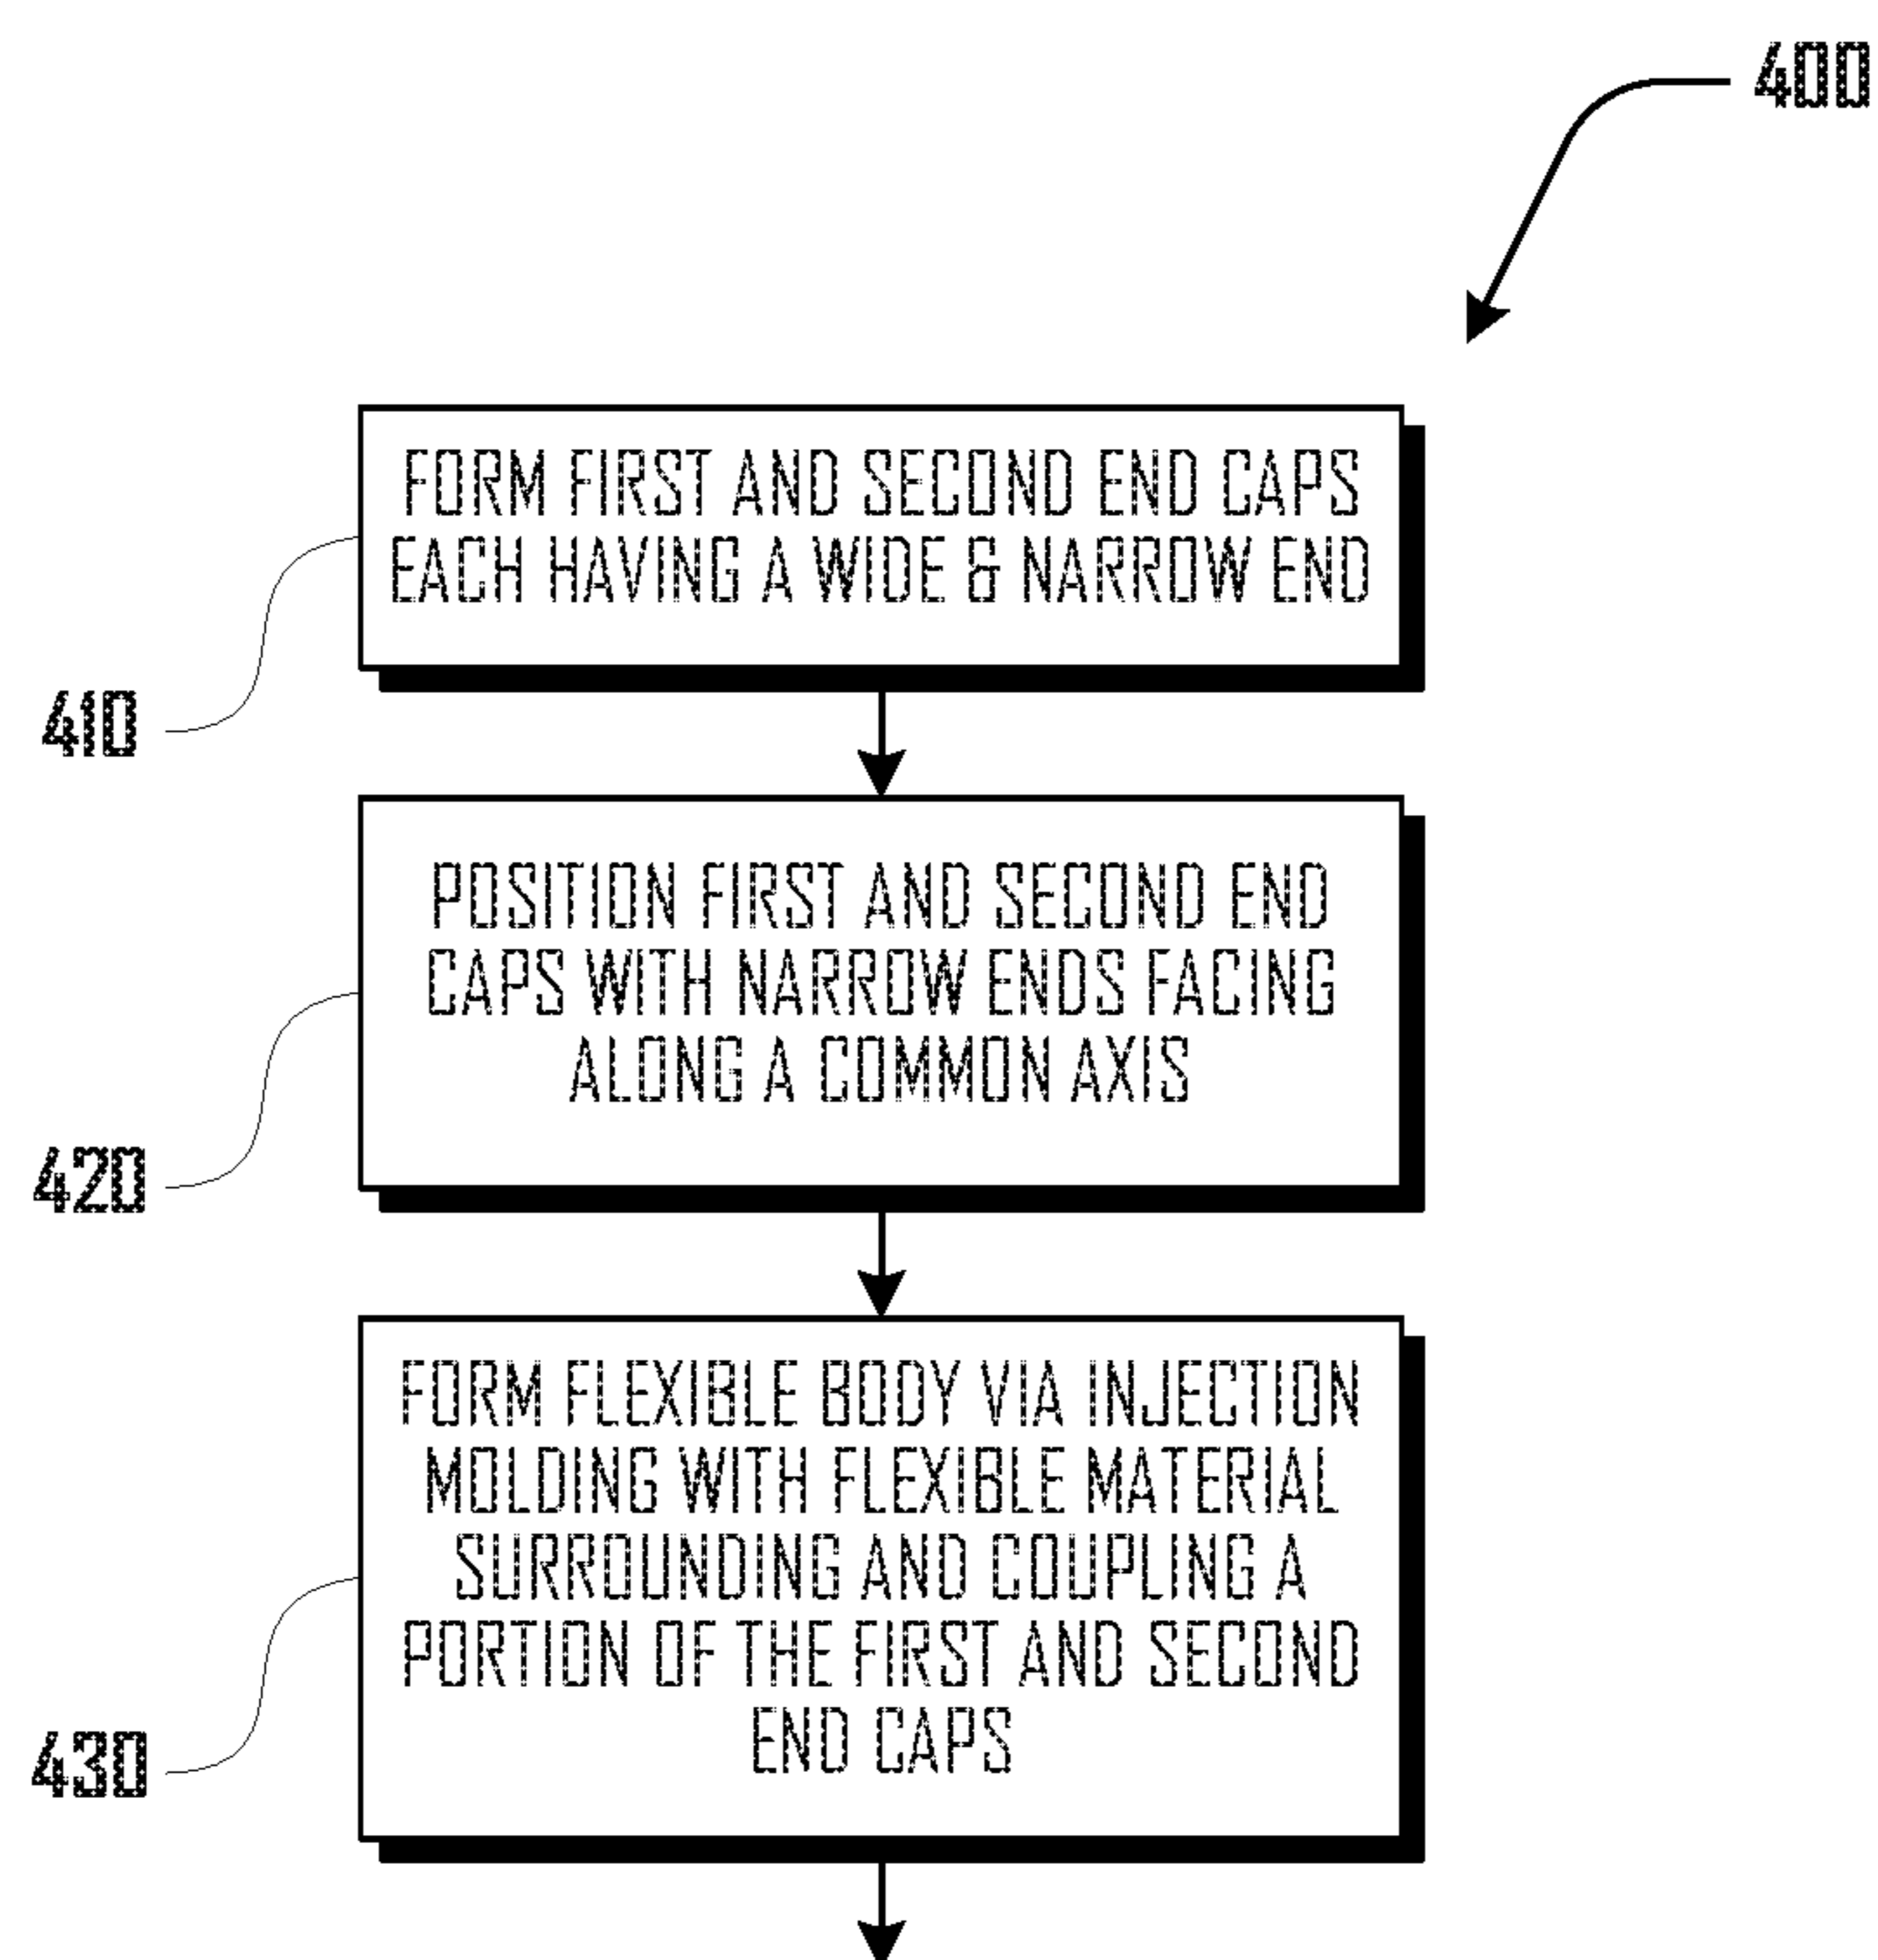 400
FORM FIRST AND SECOND END CAPS
EACH HAVING A WIDE & NARROW END
410
POSITION FIRST AND SECOND END
CAPS WITH NARROW ENDS FACING
ALONG A COMMON AXIS
420
FORM FLEXIBLE BODY VIA INJECTION
MOLDING WITH FLEXIBLE MATERIAL
SURROUNDING AND COUPLING A
PORTION OF THE FIRST AND SECOND
END CAPS
430